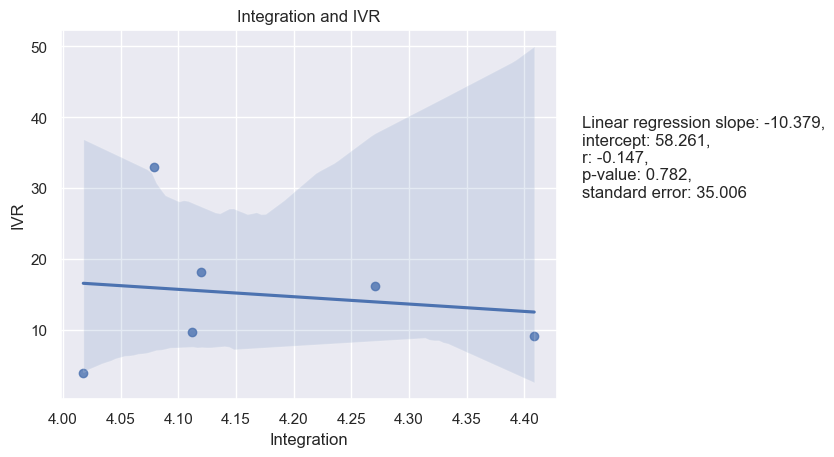 Integration and IVR
50
40
30
20
10
IVR
4.00 4.05 4.10 4.15 4.20 4.25 4.30 4.35 4.40
Integration
Linear regression slope: -10.379,
intercept: 58.261,
r: -0.147,
p-value: 0.782,
standard error: 35.006